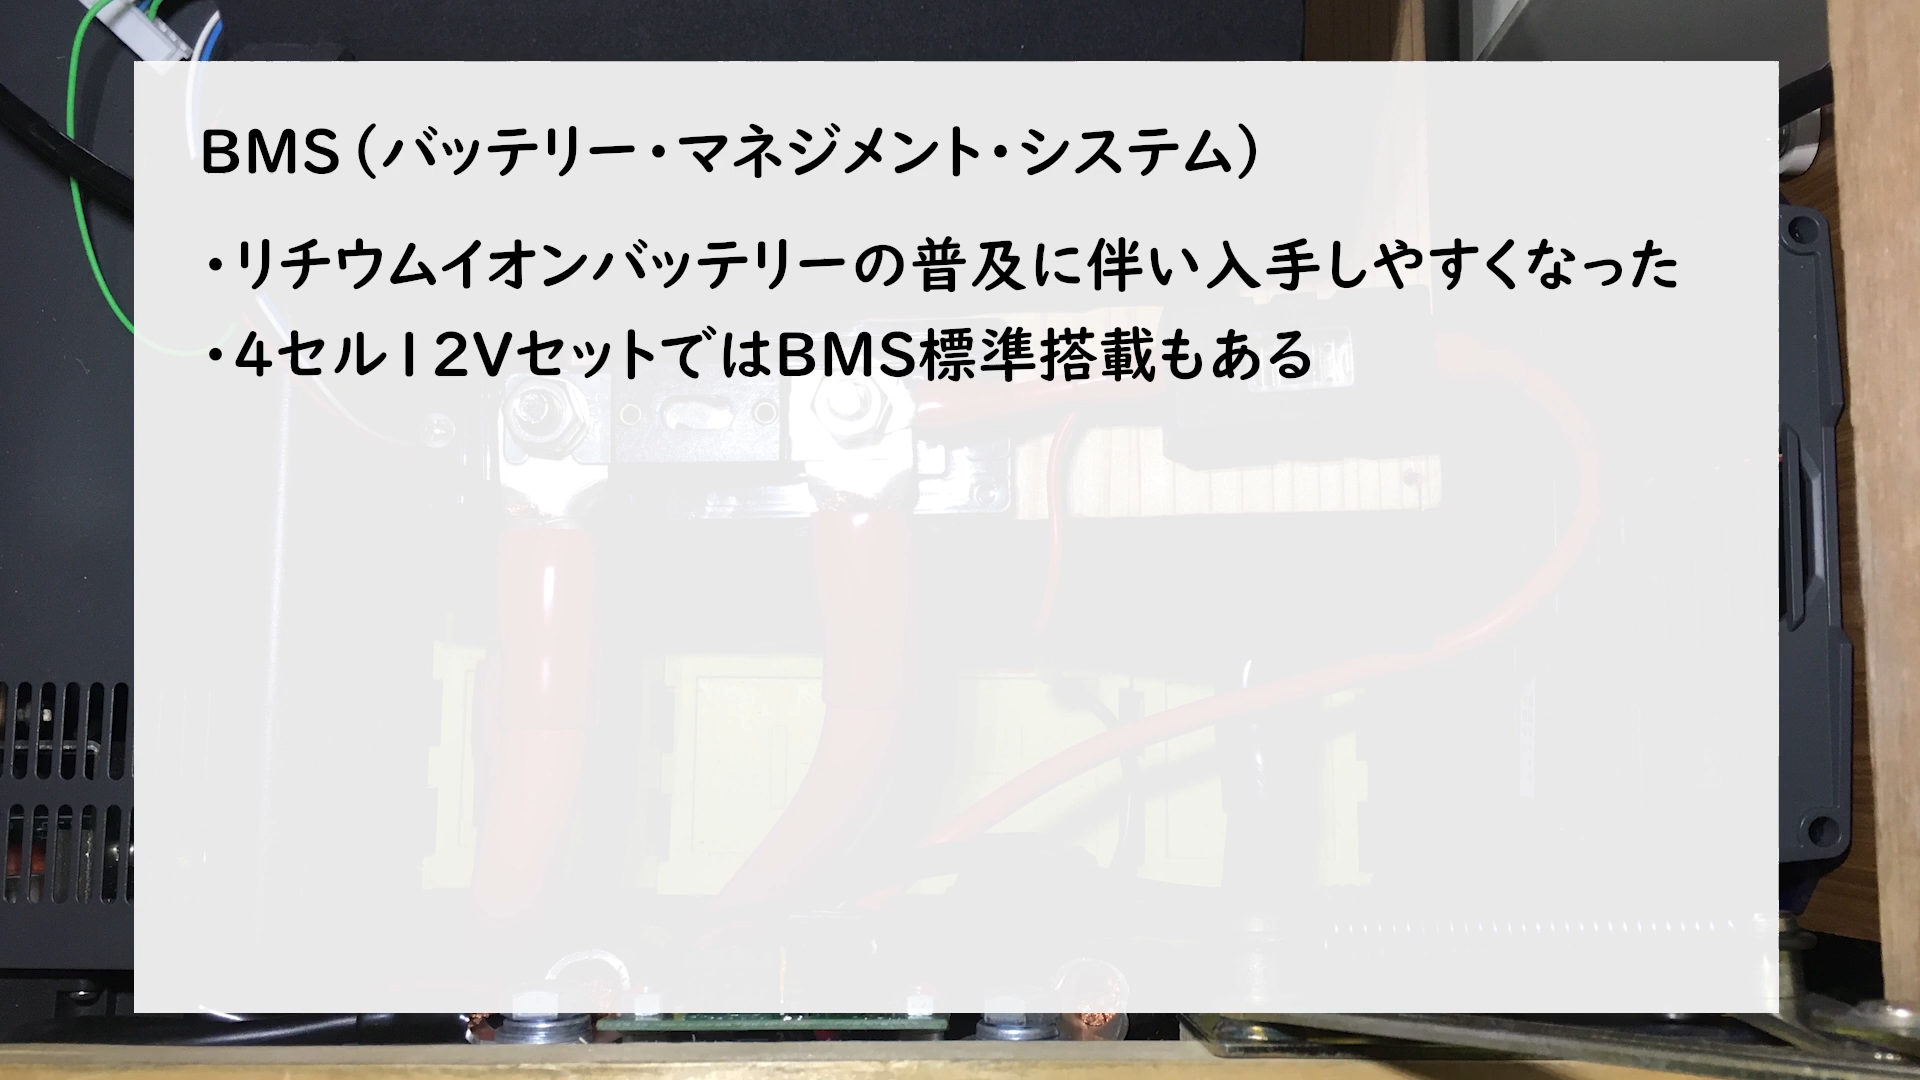 BMS（バッテリー・マネジメント・システム）
・リチウムイオンバッテリーの普及に伴い入手しやすくなった
・4セル12VセットではBMS標準搭載もある